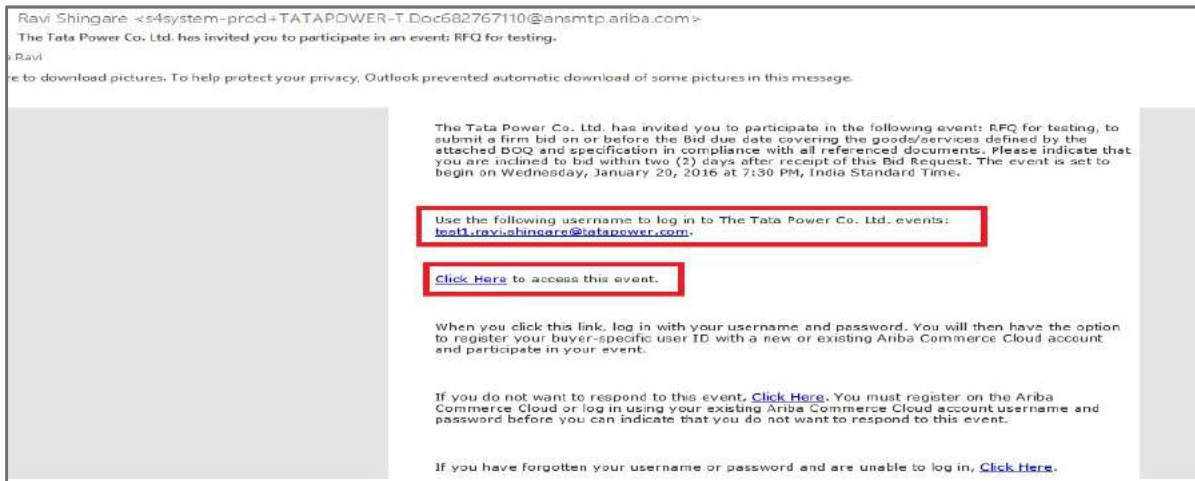 Ravi Shingare <s4system-prod+TATAPOWER-T.Doc682767110@ansmtp.ariba.com>
The Tata Power Co. Ltd. has invited you to participate in an event: RFQ for testing.
Ravi
re to download pictures. To help protect your privacy, Outlook prevented automatic download of some pictures in this message.
The Tata Power Co. Ltd. has invited you to participate in the following event: RFQ for testing, to
submit a firm bid on or before the Bid due date covering the goods/services defined by the
attached BOQ and specification in compliance with all referenced documents. Please indicate that
you are inclined to bid within two (2) days after receipt of this Bid Request. The event is set to
begin on Wednesday, January 20, 2016 at 7:30 PM, India Standard Time.
Use the following username to log in to The Tata Power Co. Ltd. events:
test1.ravi.shingare@tatapower.com.
Click Here to access this event.
When you click this link, log in with your username and password. You will then have the option
to register your buyer-specific user ID with a new or existing Ariba Commerce Cloud account
and participate in your event.
If you do not want to respond to this event, Click Here. You must register on the Ariba
Commerce Cloud or log in using your existing Ariba Commerce Cloud account username and
password before you can indicate that you do not want to respond to this event.
If you have forgotten your username or password and are unable to log in, Click Here.